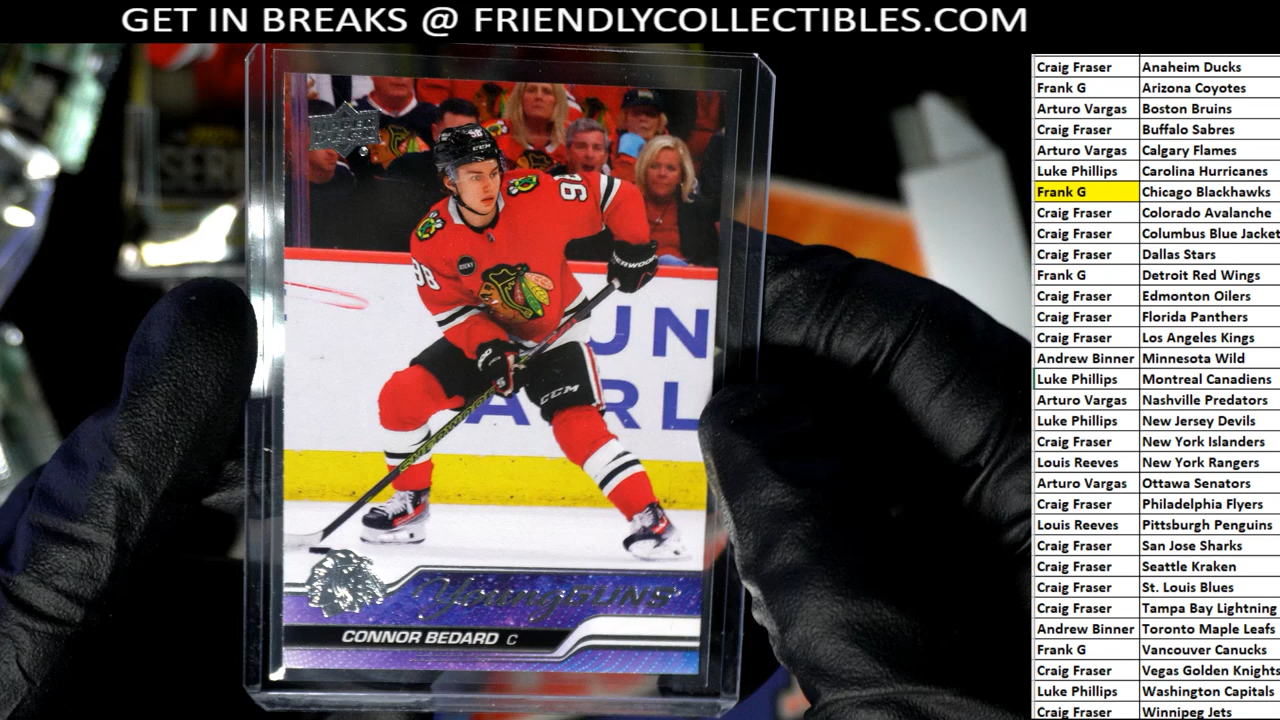 GET IN BREAKS @ FRIENDLYCOLLECTIBLES.COM
UPPER DECK
98
CCM
98
SHERWOOD
UN
ARL
CCM
Young GUNS
CONNOR BEDARD C
Craig Fraser Anaheim Ducks
Frank G Arizona Coyotes
Arturo Vargas Boston Bruins
Craig Fraser Buffalo Sabres
Arturo Vargas Calgary Flames
Luke Phillips Carolina Hurricanes
Frank G Chicago Blackhawks
Craig Fraser Colorado Avalanche
Craig Fraser Columbus Blue Jacket
Craig Fraser Dallas Stars
Frank G Detroit Red Wings
Craig Fraser Edmonton Oilers
Craig Fraser Florida Panthers
Craig Fraser Los Angeles Kings
Andrew Binner Minnesota Wild
Luke Phillips Montreal Canadiens
Arturo Vargas Nashville Predators
Luke Phillips New Jersey Devils
Craig Fraser New York Islanders
Louis Reeves New York Rangers
Arturo Vargas Ottawa Senators
Craig Fraser Philadelphia Flyers
Louis Reeves Pittsburgh Penguins
Craig Fraser San Jose Sharks
Craig Fraser Seattle Kraken
Craig Fraser St. Louis Blues
Craig Fraser Tampa Bay Lightning
Andrew Binner Toronto Maple Leafs
Frank G Vancouver Canucks
Craig Fraser Vegas Golden Knights
Luke Phillips Washington Capitals
Craig Fraser Winnipeg Jets